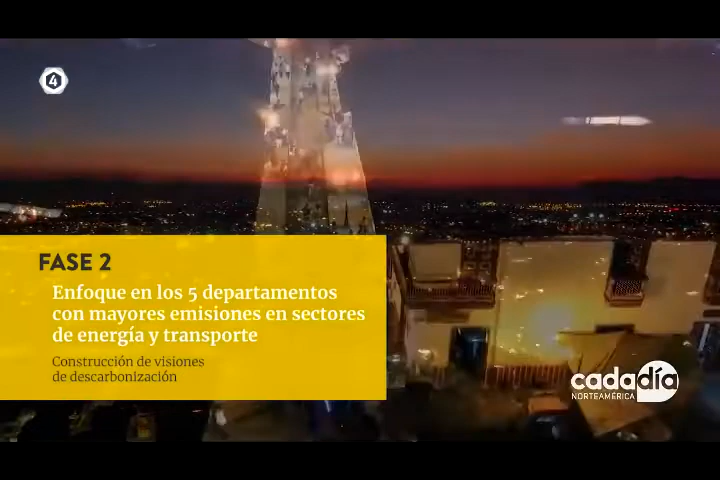 4
FASE 2
Enfoque en los 5 departamentos
con mayores emisiones en sectores
de energía y transporte
Construcción de visiones
de descarbonización
cadadía
NORTEAMÉRICA